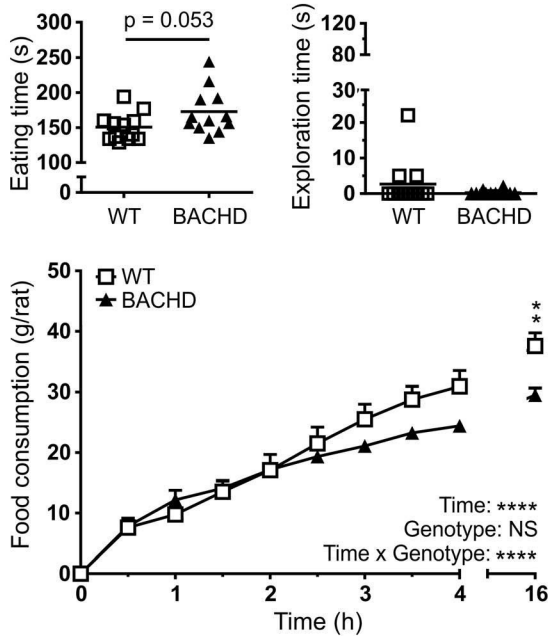 Eating time (s)
300
250
200
150
100
0
p = 0.053
WT
BACHD
Exploration time (s)
120
80
30
20
10
0
WT
BACHD
Food consumption (g/rat)
50
40
30
20
10
0
WT
BACHD
*
*
Time: ****
Genotype: NS
Time x Genotype: ****
0
1
2
3
4
16
Time (h)